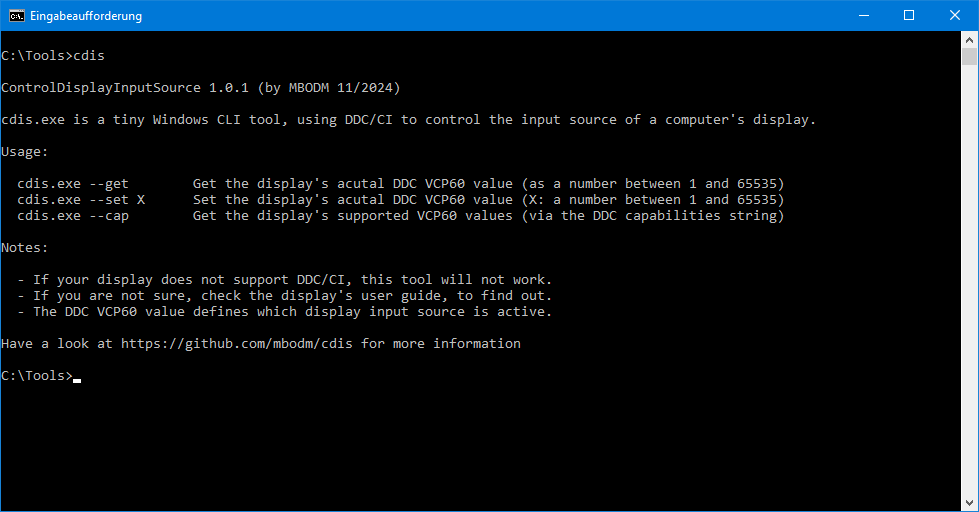 Eingabeaufforderung
C:\Tools>cdis
ControlDisplayInputSource 1.0.1 (by MBODM 11/2024)
cdis.exe is a tiny Windows CLI tool, using DDC/CI to control the input source of a computer's display.
Usage:
cdis.exe --get        Get the display's acutal DDC VCP60 value (as a number between 1 and 65535)
cdis.exe --set X      Set the display's acutal DDC VCP60 value (X: a number between 1 and 65535)
cdis.exe --cap        Get the display's supported VCP60 values (via the DDC capabilities string)
Notes:
- If your display does not support DDC/CI, this tool will not work.
- If you are not sure, check the display's user guide, to find out.
- The DDC VCP60 value defines which display input source is active.
Have a look at https://github.com/mbodm/cdis for more information
C:\Tools>